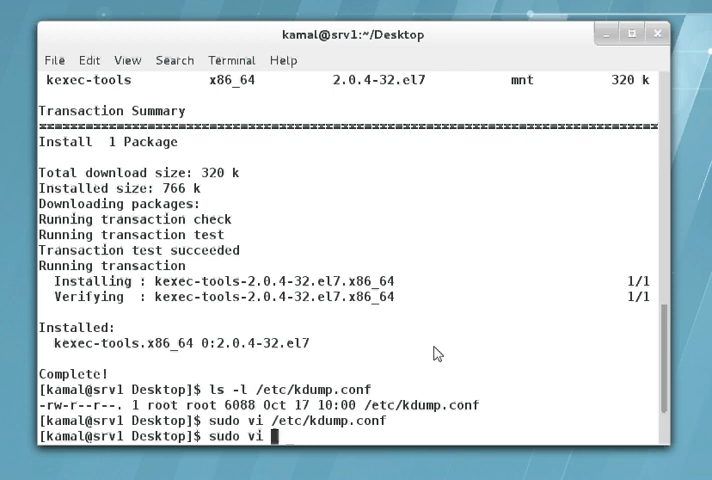 kamal@srv1:~/Desktop
File Edit View Search Terminal Help
kexec-tools x86_64 2.0.4-32.el7 mnt 320 k
Transaction Summary
================================================================================
Install 1 Package
Total download size: 320 k
Installed size: 766 k
Downloading packages:
Running transaction check
Running transaction test
Transaction test succeeded
Running transaction
Installing : kexec-tools-2.0.4-32.el7.x86_64 1/1
Verifying : kexec-tools-2.0.4-32.el7.x86_64 1/1
Installed:
kexec-tools.x86_64 0:2.0.4-32.el7
Complete!
[kamal@srv1 Desktop]$ ls -l /etc/kdump.conf
-rw-r--r--. 1 root root 6088 Oct 17 10:00 /etc/kdump.conf
[kamal@srv1 Desktop]$ sudo vi /etc/kdump.conf
[kamal@srv1 Desktop]$ sudo vi